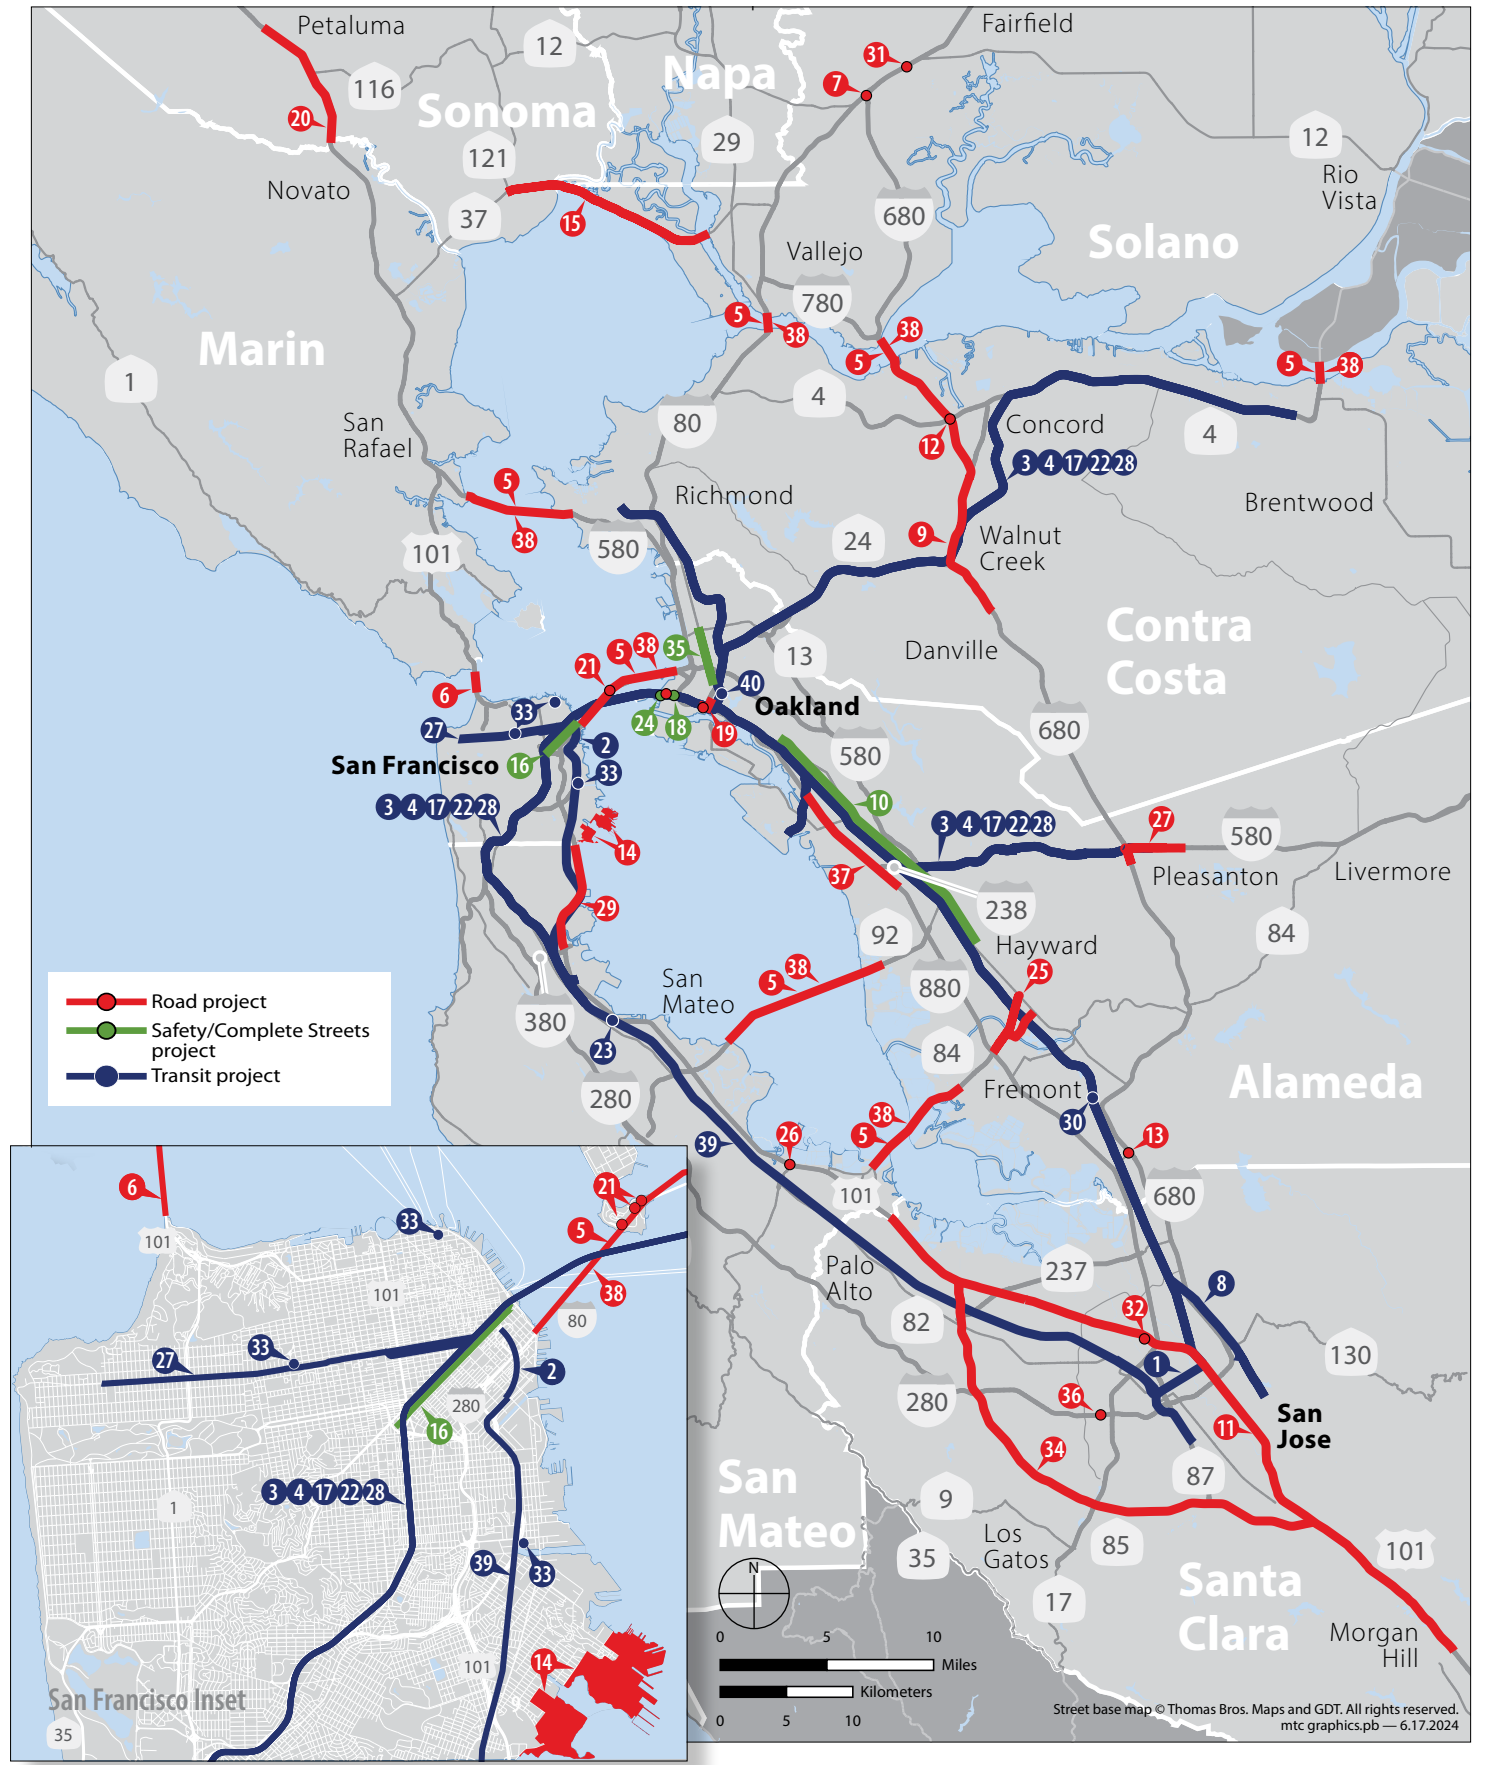 Petaluma
Fairfield
12
31
Napa
7
116
Sonoma
20
29
12
121
Rio
Vista
Novato
37
15
680
Solano
Vallejo
780
5
38
38
Marin
5
5
38
1
4
80
San
Rafael
Concord
4
12
3 4 17 22 28
5
Richmond
Brentwood
9
Walnut
Creek
38
580
24
101
Contra
Costa
5
38
35
13
Danville
21
6
40
33
Oakland
24
18
19
27
680
2
580
San Francisco
16
33
10
3 4 17 22 28
3 4 17 22 28
27
580
14
37
Pleasanton
Livermore
29
238
92
84
Hayward
38
25
5
San
Mateo
880
Road project
Safety/Complete Streets
project
Transit project
380
23
84
280
Fremont
Alameda
38
30
39
26
5
13
101
680
Palo
Alto
237
8
82
32
130
1
280
36
San
Jose
11
34
San
Mateo
87
9
Los
Gatos
85
35
101
Santa
Clara
17
Morgan
Hill
N
0 5 10
Miles
Kilometers
0 5 10
Street base map © Thomas Bros. Maps and GDT. All rights reserved.
mtc graphics.pb — 6.17.2024
6
21
33
5
101
101
38
80
33
27
2
280
16
3 4 17 22 28
1
39
33
14
101
San Francisco Inset
35